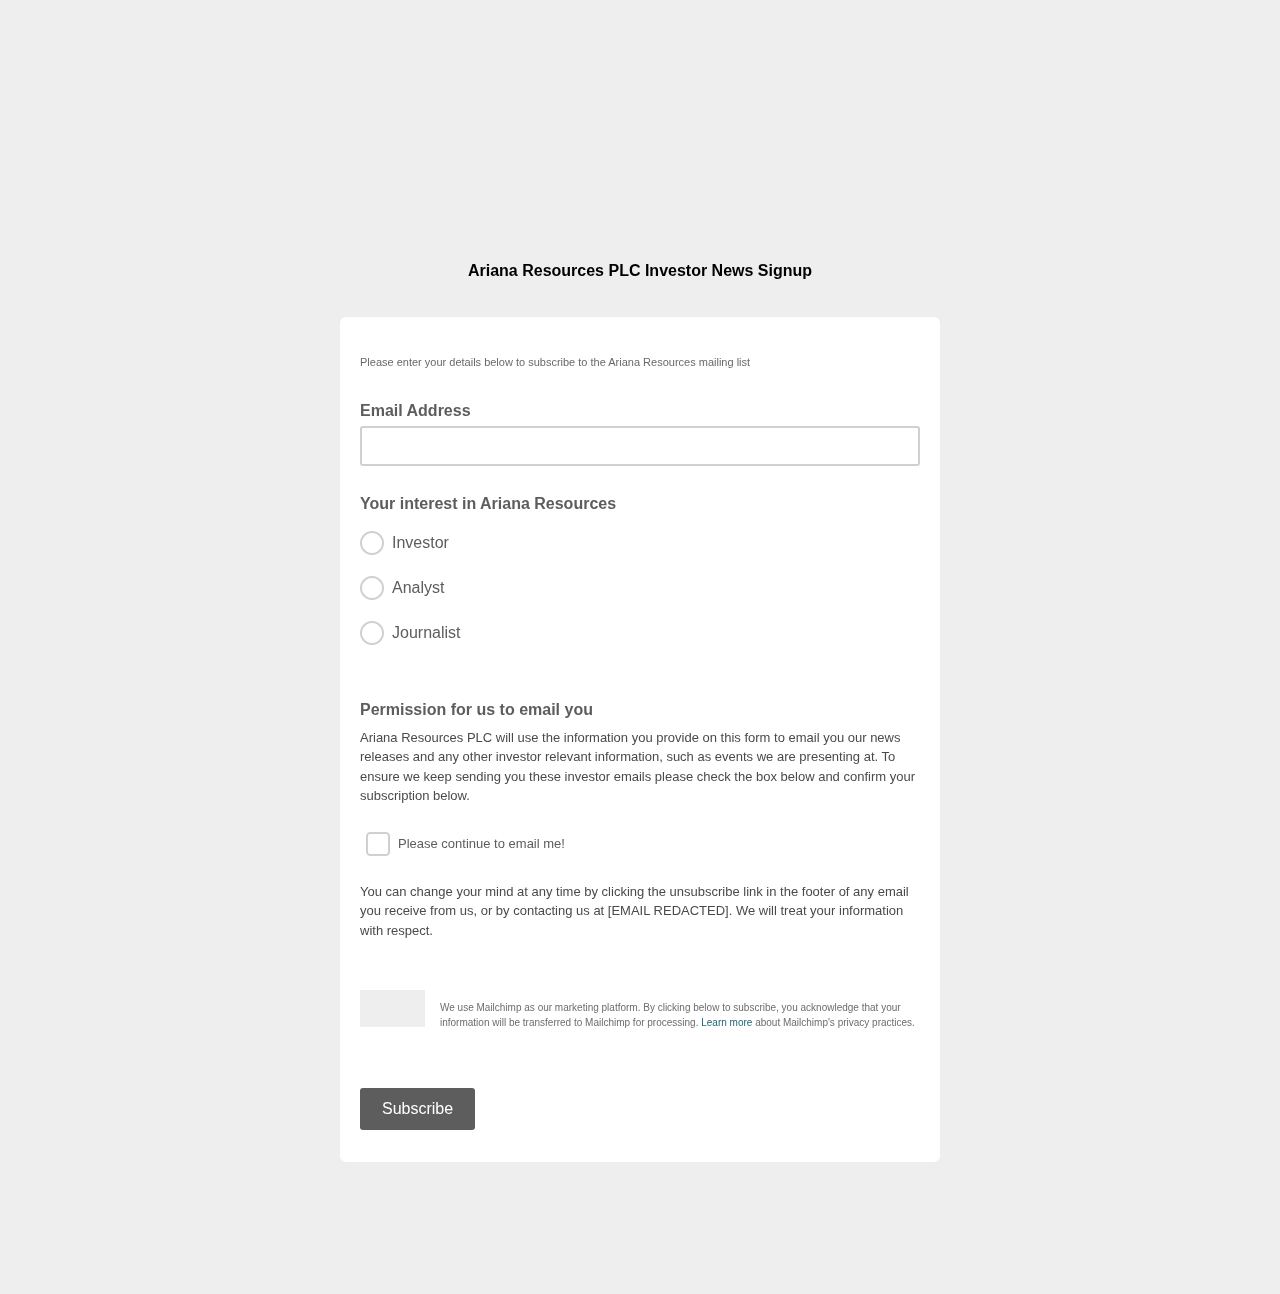 Ariana Resources PLC Investor News Signup
Please enter your details below to subscribe to the Ariana Resources mailing list
Email Address
Your interest in Ariana Resources
Investor
Analyst
Journalist
Permission for us to email you
Ariana Resources PLC will use the information you provide on this form to email you our news
releases and any other investor relevant information, such as events we are presenting at. To
ensure we keep sending you these investor emails please check the box below and confirm your
subscription below.
Please continue to email me!
You can change your mind at any time by clicking the unsubscribe link in the footer of any email
you receive from us, or by contacting us at [EMAIL REDACTED]. We will treat your information
with respect.
We use Mailchimp as our marketing platform. By clicking below to subscribe, you acknowledge that your
information will be transferred to Mailchimp for processing. Learn more about Mailchimp's privacy practices.
Subscribe